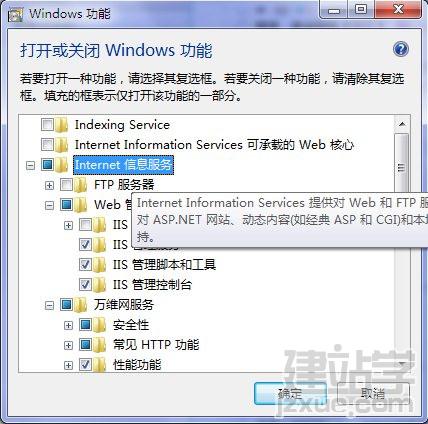 Windows 功能
打开或关闭 Windows 功能
若要打开一种功能，请选择其复选框。若要关闭一种功能，请清除其复选
框。填充的框表示仅打开该功能的一部分。
Indexing Service
Internet Information Services 可承载的 Web 核心
Internet 信息服务
FTP 服务器
Web 管
Internet Information Services 提供对 Web 和 FTP 服
对 ASP.NET 网站、动态内容(如经典 ASP 和 CGI)和本地
持。
IIS
IIS 管理服务
IIS 管理脚本和工具
IIS 管理控制台
万维网服务
安全性
常见 HTTP 功能
性能功能
确定
取消
建站学
jzxue.com